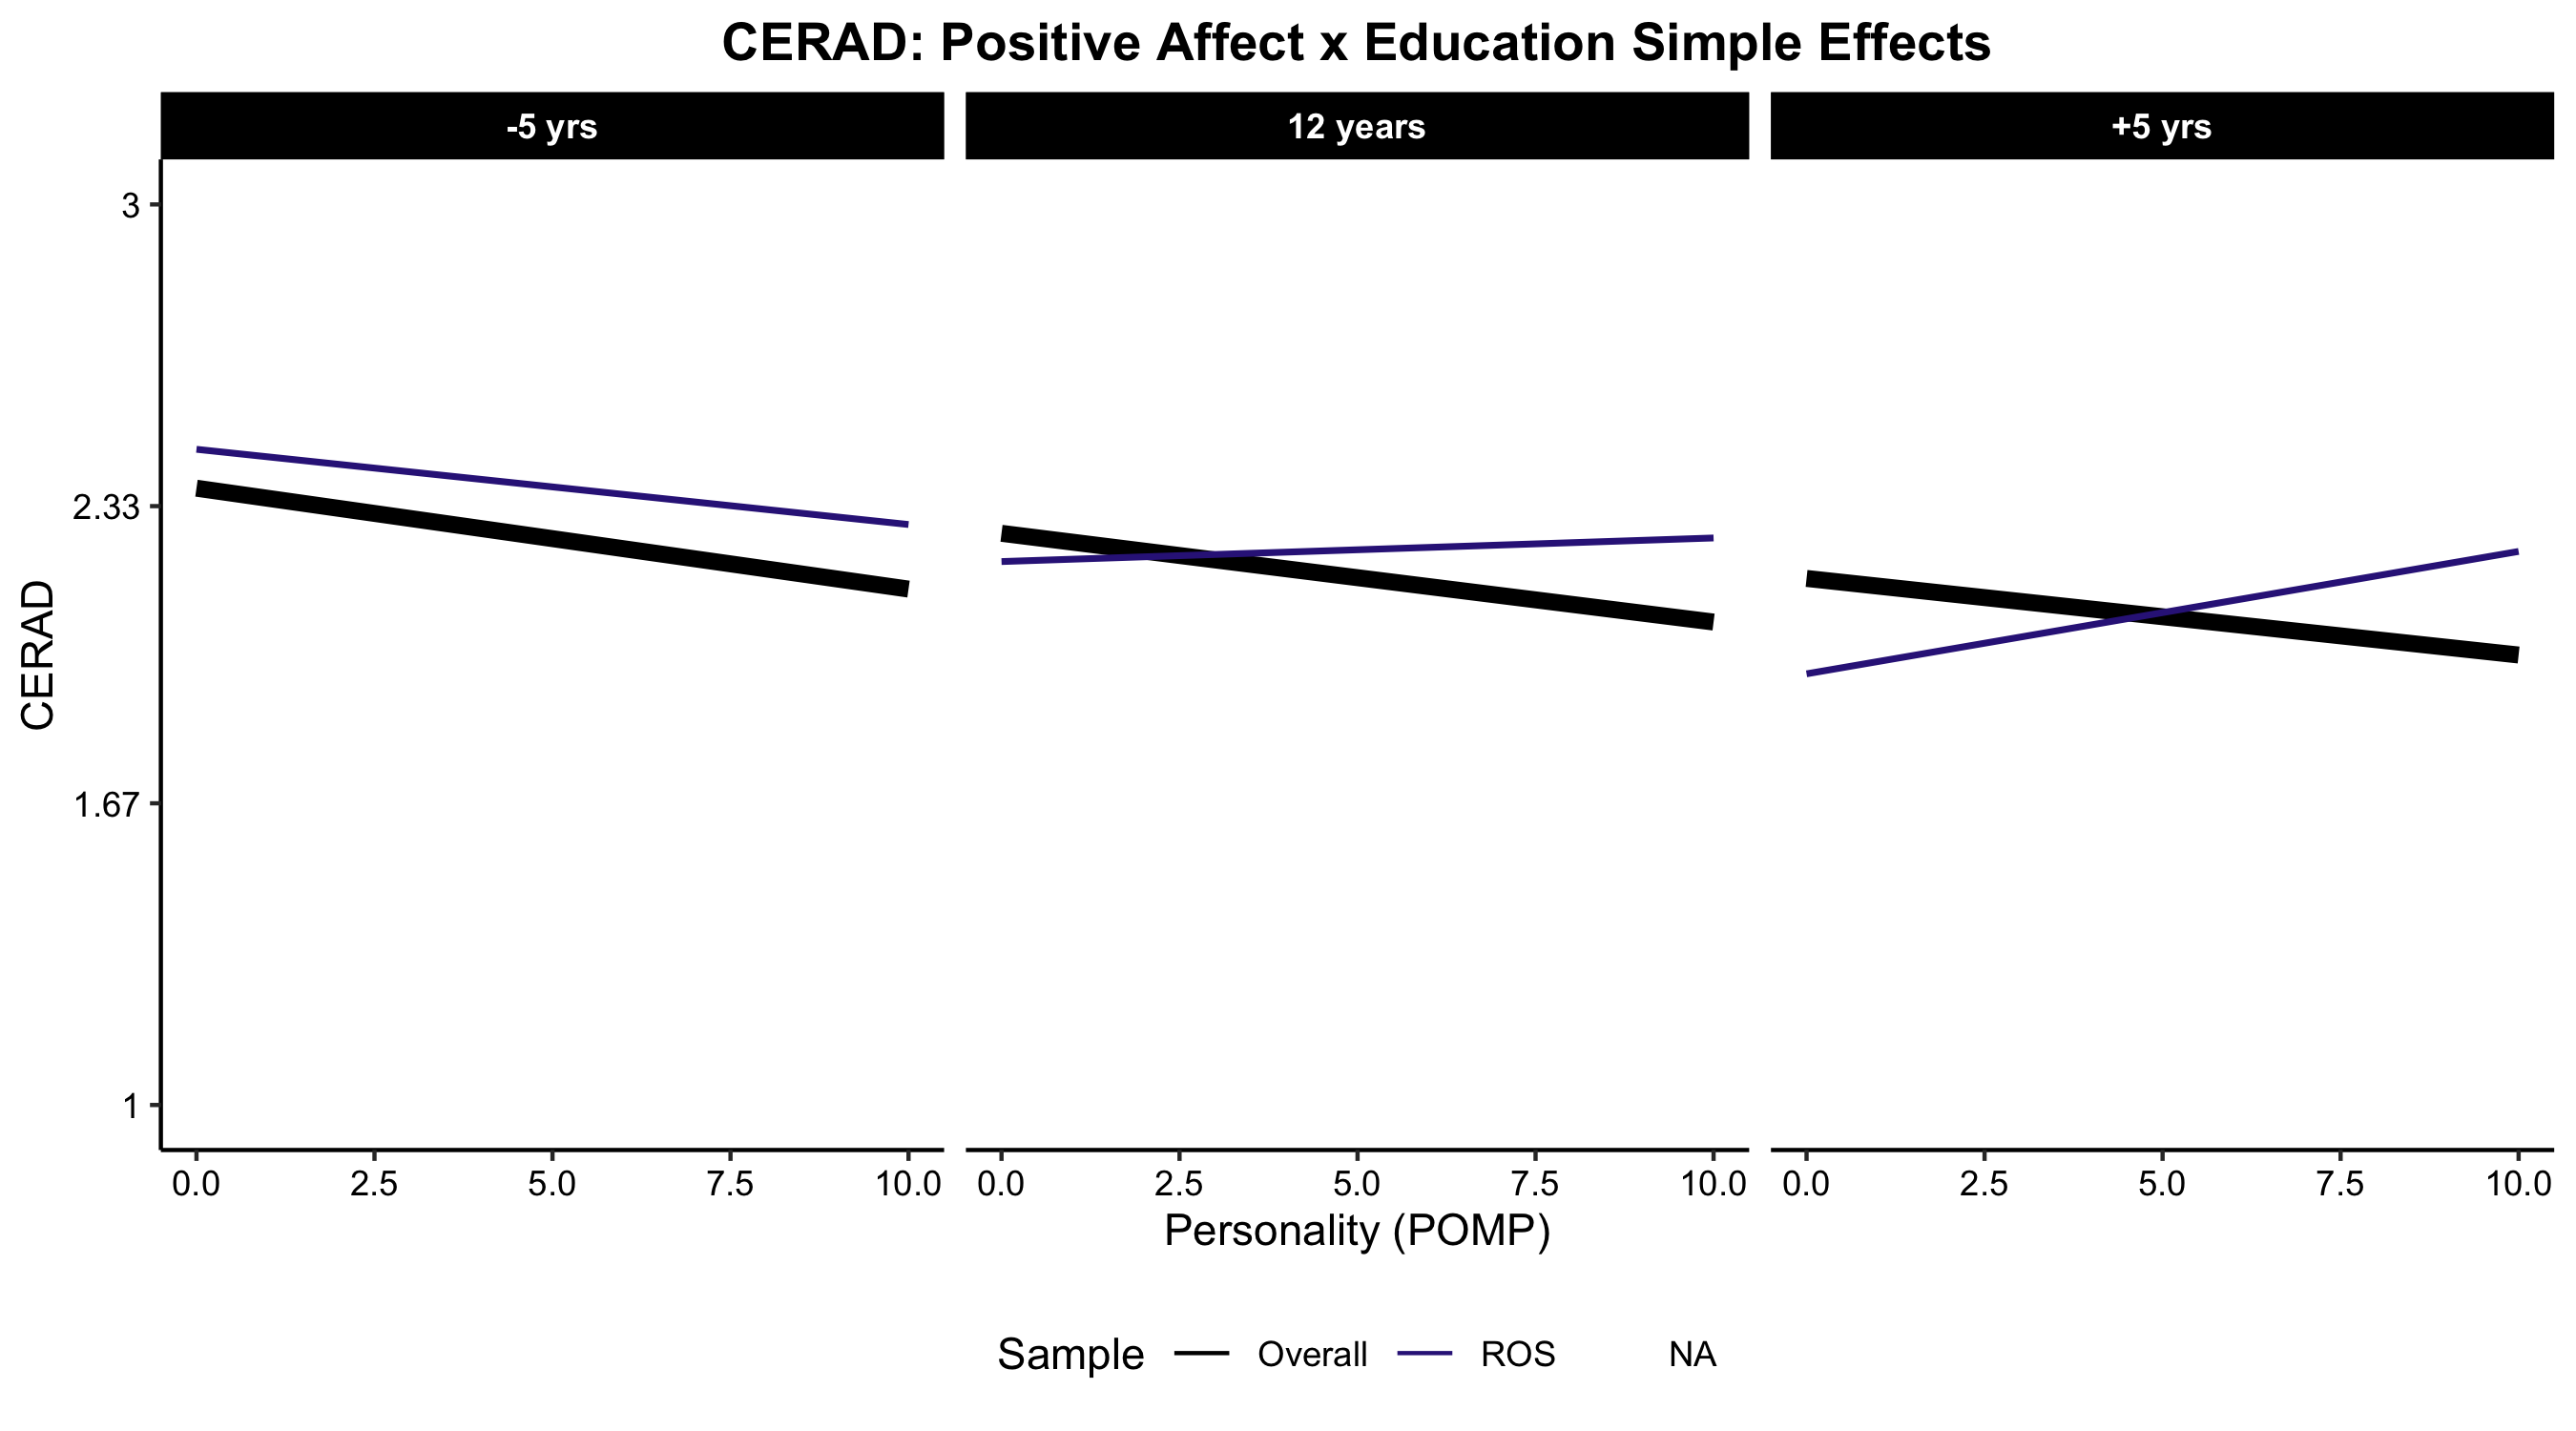 CERAD: Positive Affect x Education Simple Effects
-5 yrs 12 years +5 yrs
3
2.33
1.67
1
CERAD
0.0 2.5 5.0 7.5 10.0 0.0 2.5 5.0 7.5 10.0 0.0 2.5 5.0 7.5 10.0
Personality (POMP)
Sample Overall ROS NA